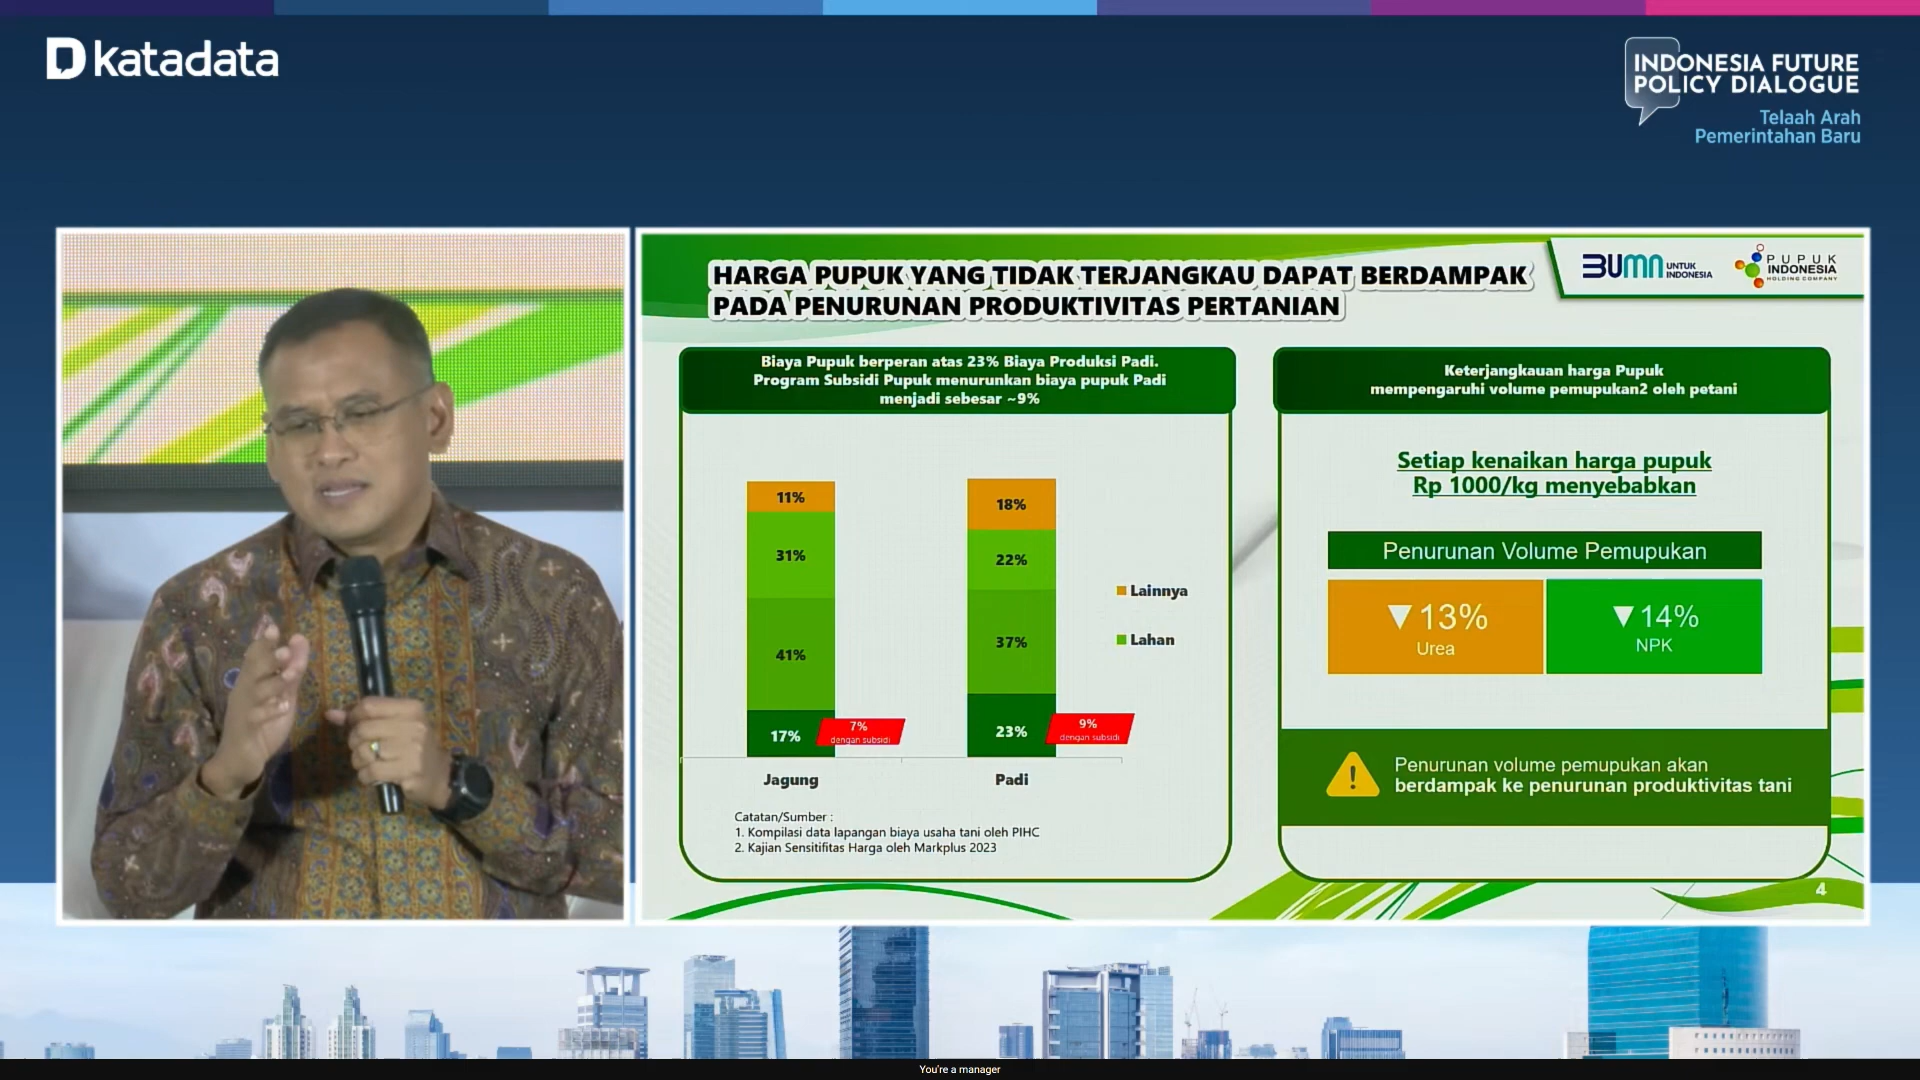 katadata
INDONESIA FUTURE
POLICY DIALOGUE
Telaah Arah
Pemerintahan Baru
HARGA PUPUK YANG TIDAK TERJANGKAU DAPAT BERDAMPAK
PADA PENURUNAN PRODUKTIVITAS PERTANIAN
BUMN UNTUK
INDONESIA
PUPUK
INDONESIA
HOLDING COMPANY
Biaya Pupuk berperan atas 23% Biaya Produksi Padi.
Program Subsidi Pupuk menurunkan biaya pupuk Padi
menjadi sebesar ~9%
11%
31%
41%
17%
7%
dengan subsidi
Jagung
18%
22%
37%
23%
9%
dengan subsidi
Padi
Lainnya
Lahan
Catatan/Sumber :
1. Kompilasi data lapangan biaya usaha tani oleh PIHC
2. Kajian Sensitifitas Harga oleh Markplus 2023
Keterjangkauan harga Pupuk
mempengaruhi volume pemupukan2 oleh petani
Setiap kenaikan harga pupuk
Rp 1000/kg menyebabkan
Penurunan Volume Pemupukan
▼13%
Urea
▼14%
NPK
Penurunan volume pemupukan akan
berdampak ke penurunan produktivitas tani
4
You're a manager